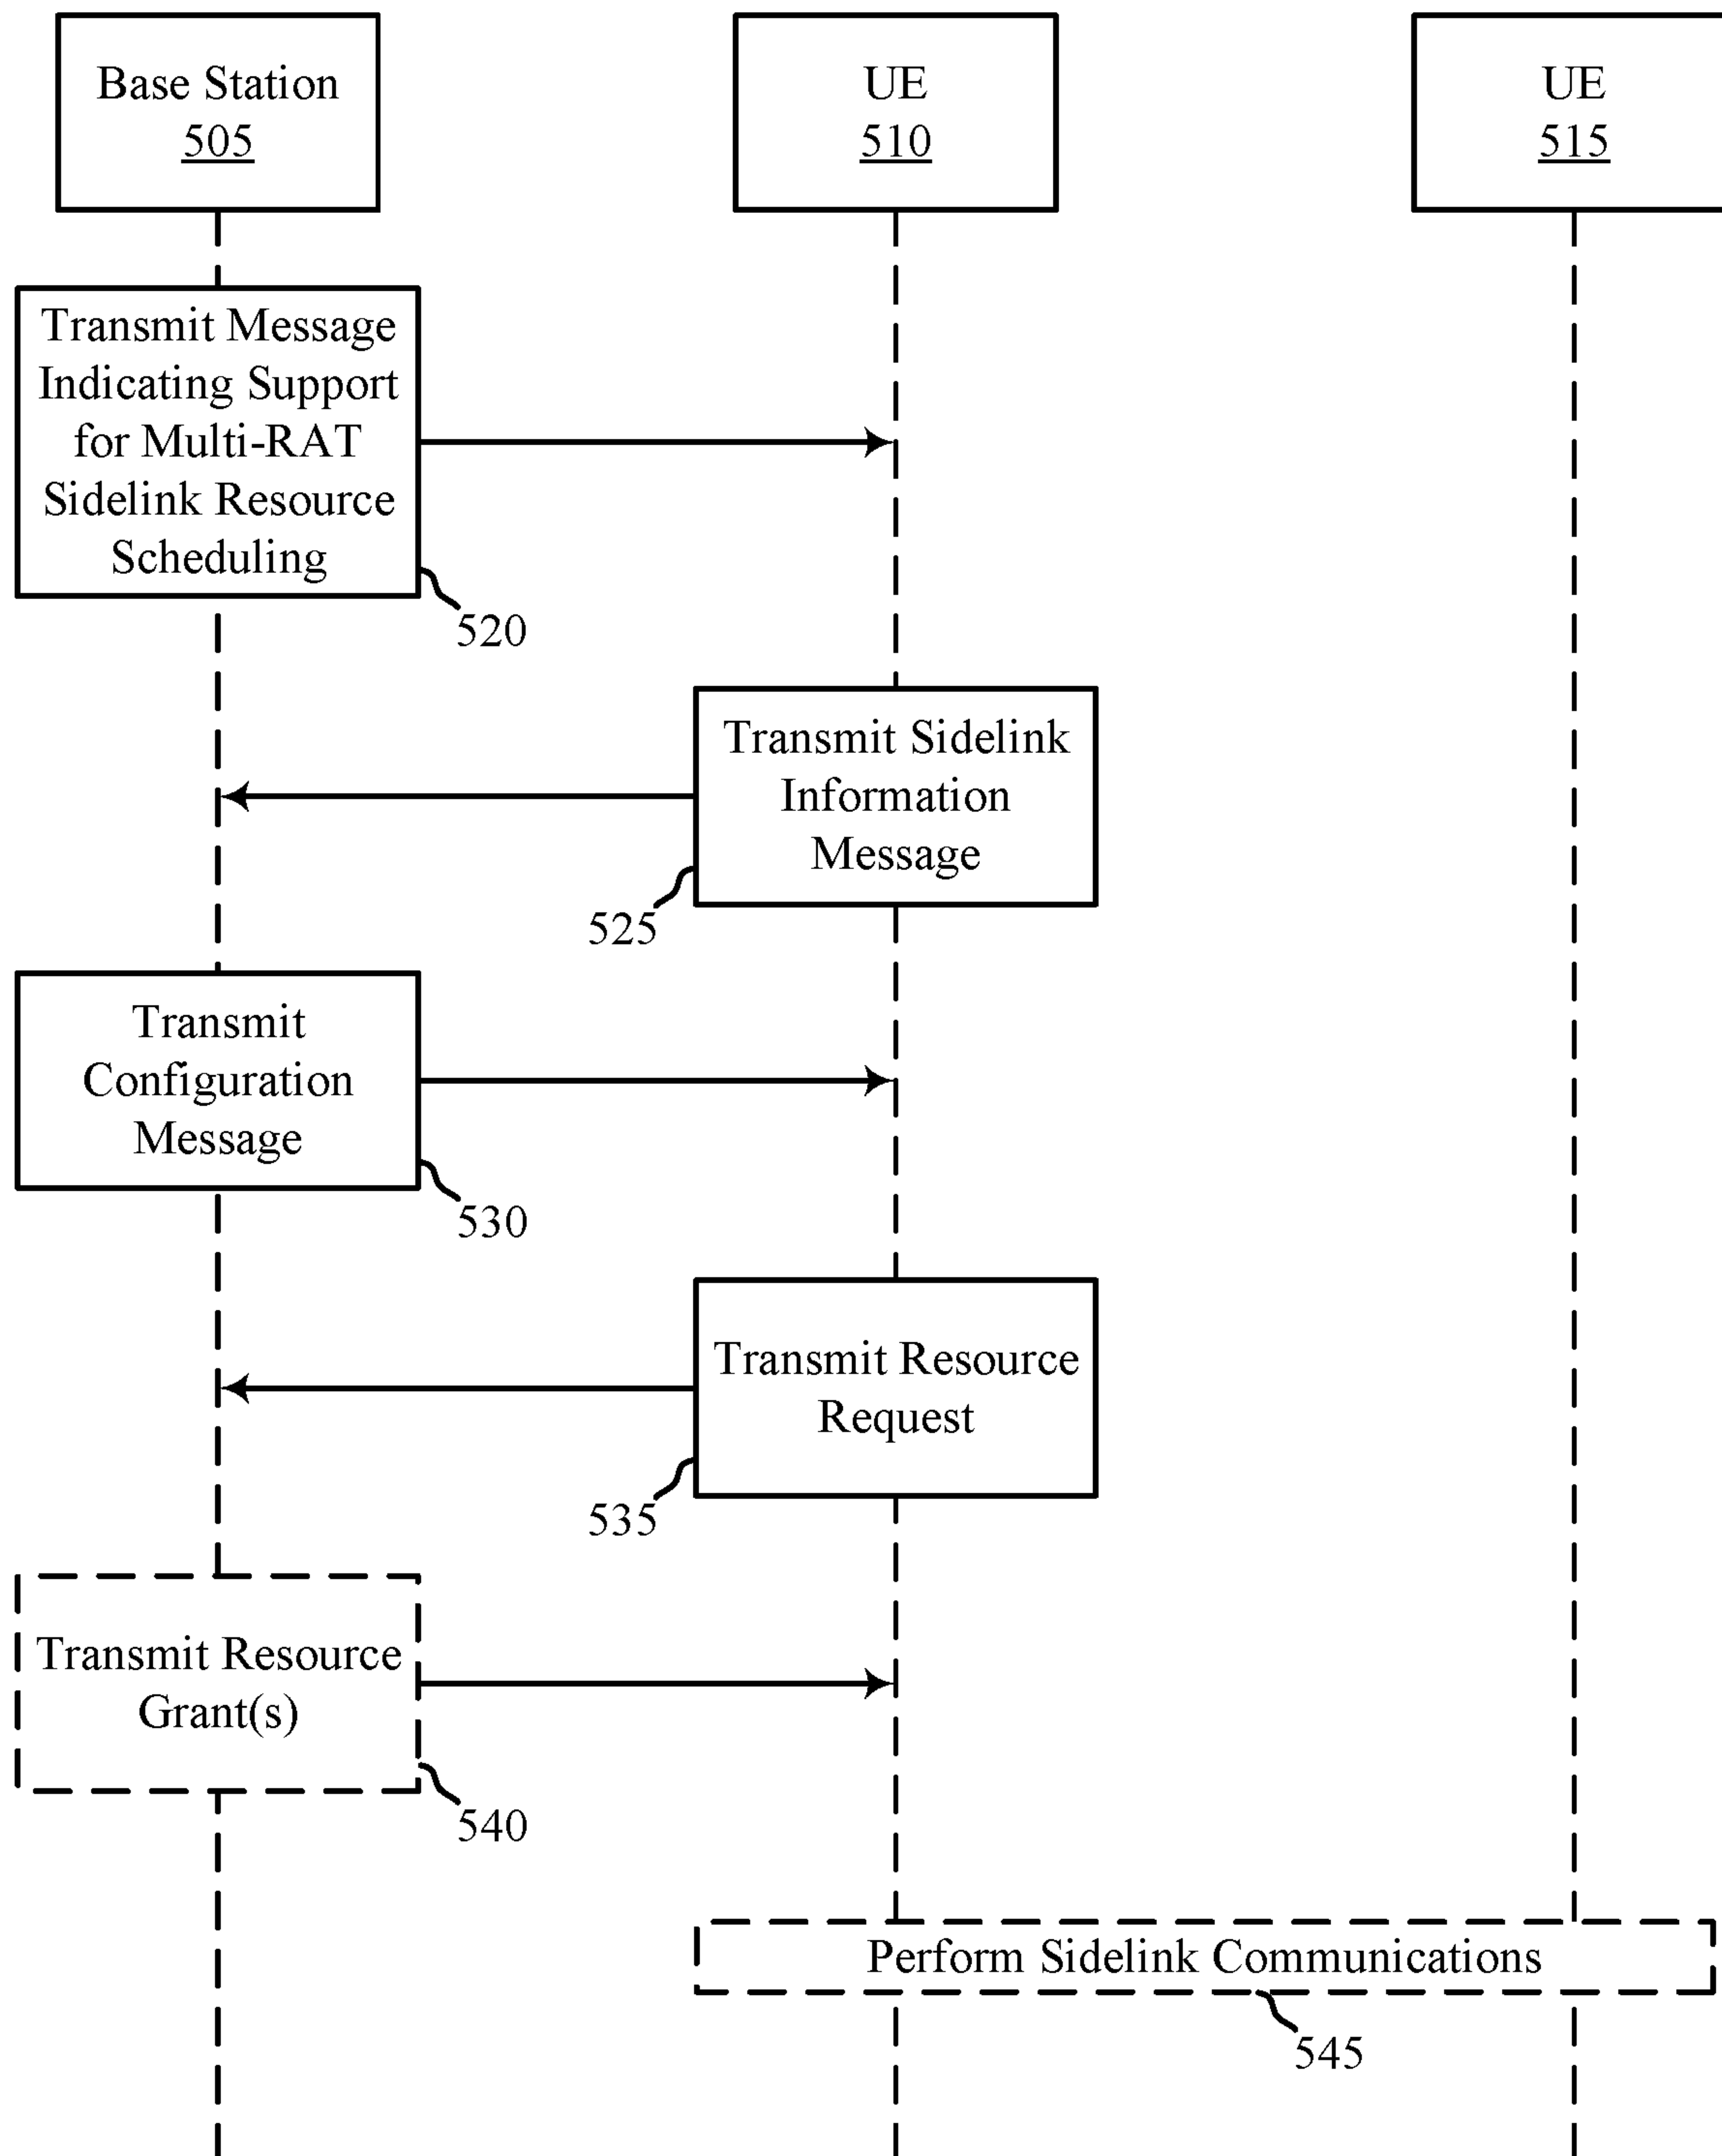 Base Station
505
UE
510
UE
515
Transmit Message
Indicating Support
for Multi-RAT
Sidelink Resource
Scheduling
520
Transmit Sidelink
Information
Message
525
Transmit
Configuration
Message
530
Transmit Resource
Request
535
Transmit Resource
Grant(s)
540
Perform Sidelink Communications
545